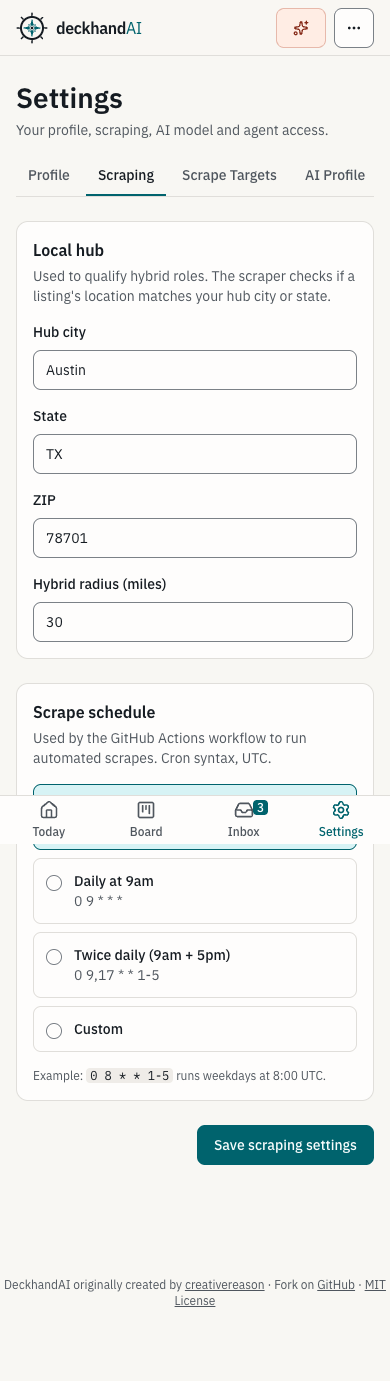 deckhandAI
Settings
Your profile, scraping, AI model and agent access.
Profile
Scraping
Scrape Targets
AI Profile
Local hub
Used to qualify hybrid roles. The scraper checks if a
listing's location matches your hub city or state.
Hub city
Austin
State
TX
ZIP
78701
Hybrid radius (miles)
30
Scrape schedule
Used by the GitHub Actions workflow to run
automated scrapes. Cron syntax, UTC.
Today
Board
Inbox
3
Settings
Daily at 9am
0 9 * * *
Twice daily (9am + 5pm)
0 9,17 * * 1-5
Custom
Example: 0 8 * * 1-5 runs weekdays at 8:00 UTC.
Save scraping settings
DeckhandAI originally created by creativereason · Fork on GitHub · MIT
License